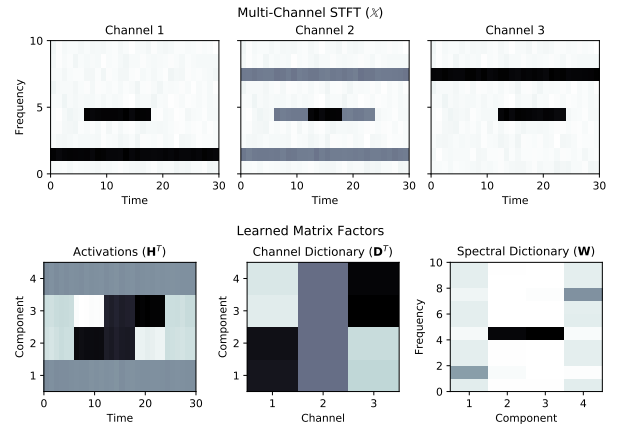 Multi-Channel STFT (𝕏)
Channel 1
Channel 2
Channel 3
Frequency
10
5
0
0 10 20 30
0 10 20 30
0 10 20 30
Time
Time
Time
Learned Matrix Factors
Activations (H^T)
Channel Dictionary (D^T)
Spectral Dictionary (W)
Component
4
3
2
1
0 10 20 30
Time
Component
4
3
2
1
1 2 3
Channel
Frequency
10
8
6
4
2
0
1 2 3 4
Component